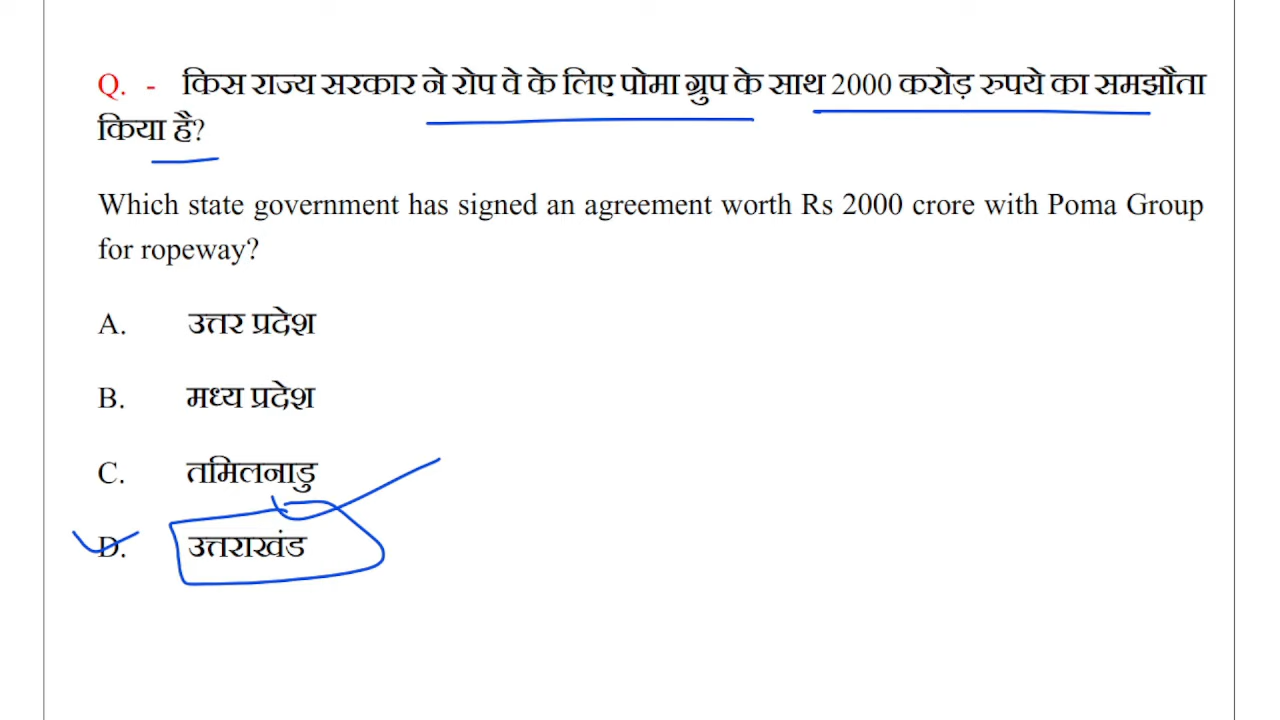 Q. - किस राज्य सरकार ने रोप वे के लिए पोमा ग्रुप के साथ 2000 करोड़ रुपये का समझौता
किया है?
Which state government has signed an agreement worth Rs 2000 crore with Poma Group
for ropeway?
A. उत्तर प्रदेश
B. मध्य प्रदेश
C. तमिलनाडु
D. उत्तराखंड